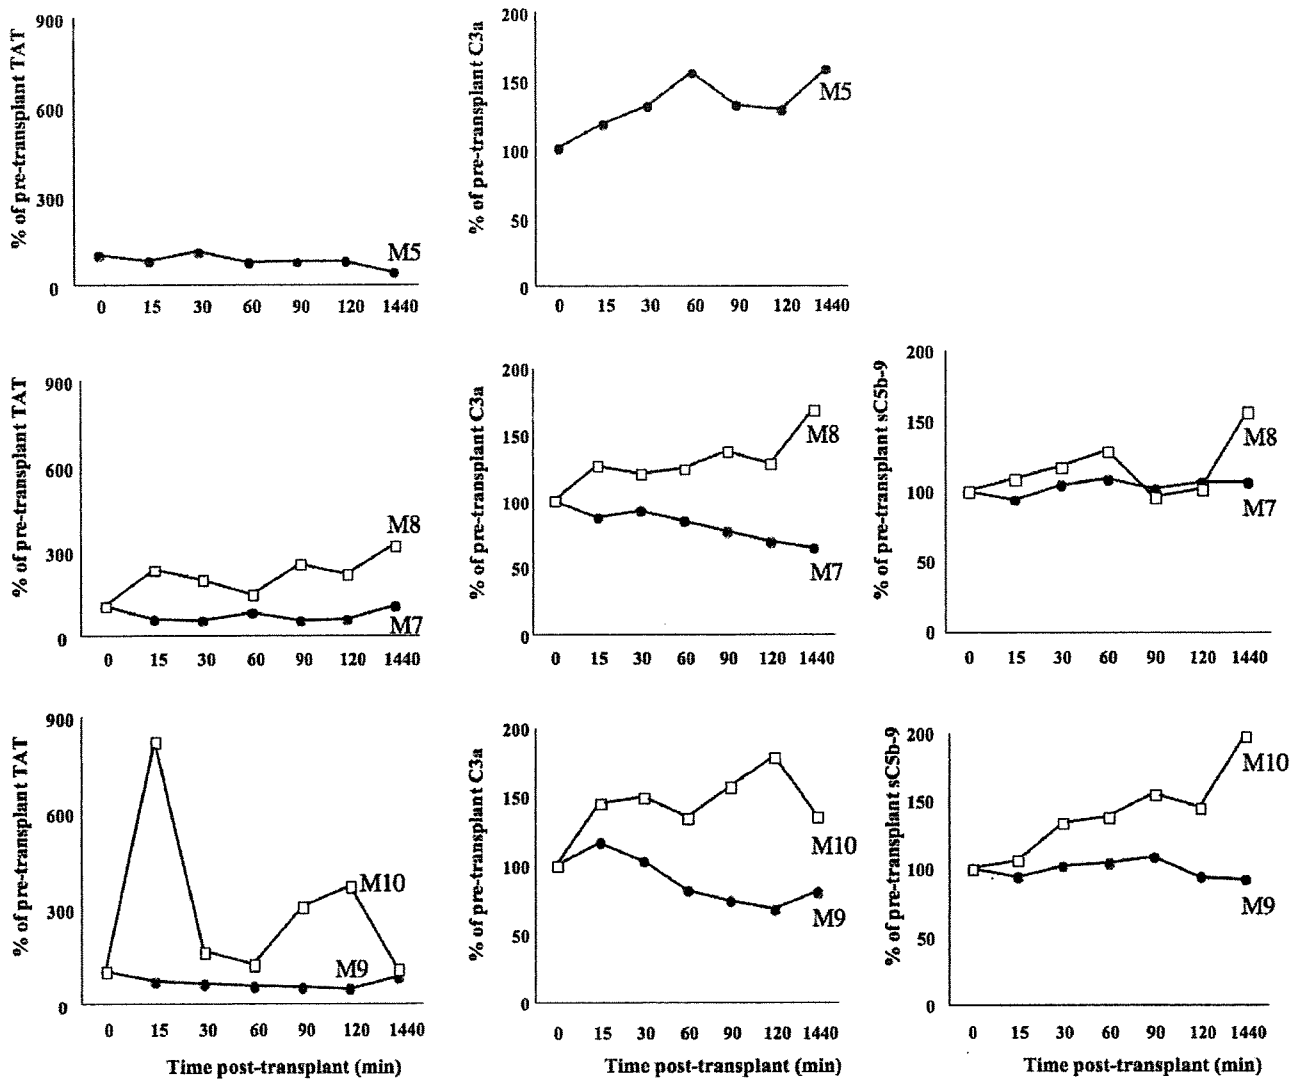 % of pre-transplant TAT
900
600
300
0
M5
0 15 30 60 90 120 1440
% of pre-transplant C3a
200
150
100
50
0
M5
0 15 30 60 90 120 1440
% of pre-transplant TAT
900
600
300
0
M8
M7
0 15 30 60 90 120 1440
% of pre-transplant C3a
200
150
100
50
0
M8
M7
0 15 30 60 90 120 1440
% of pre-transplant sC5b-9
200
150
100
50
0
M8
M7
0 15 30 60 90 120 1440
% of pre-transplant TAT
900
600
300
0
M10
M9
0 15 30 60 90 120 1440
Time post-transplant (min)
% of pre-transplant C3a
200
150
100
50
0
M10
M9
0 15 30 60 90 120 1440
Time post-transplant (min)
% of pre-transplant sC5b-9
200
150
100
50
0
M10
M9
0 15 30 60 90 120 1440
Time post-transplant (min)